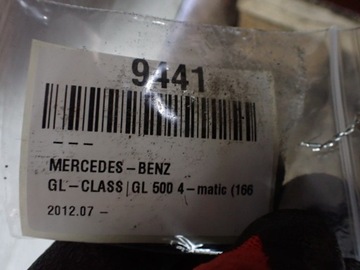 9441
---
MERCEDES-BENZ
GL-CLASS|GL 500 4-matic (166
2012.07 -